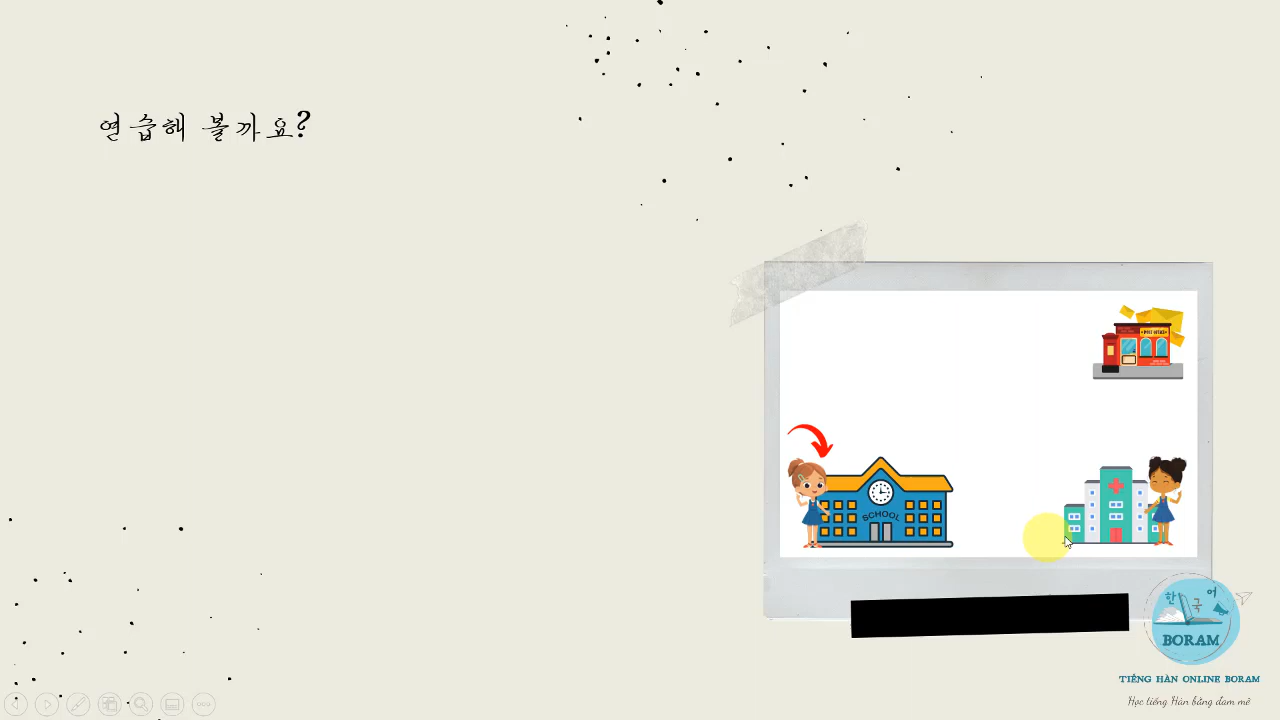 연습해 볼까요?
SCHOOL
한
국
어
BORAM
TIẾNG HÀN ONLINE BORAM
Học tiếng Hàn bằng đam mê